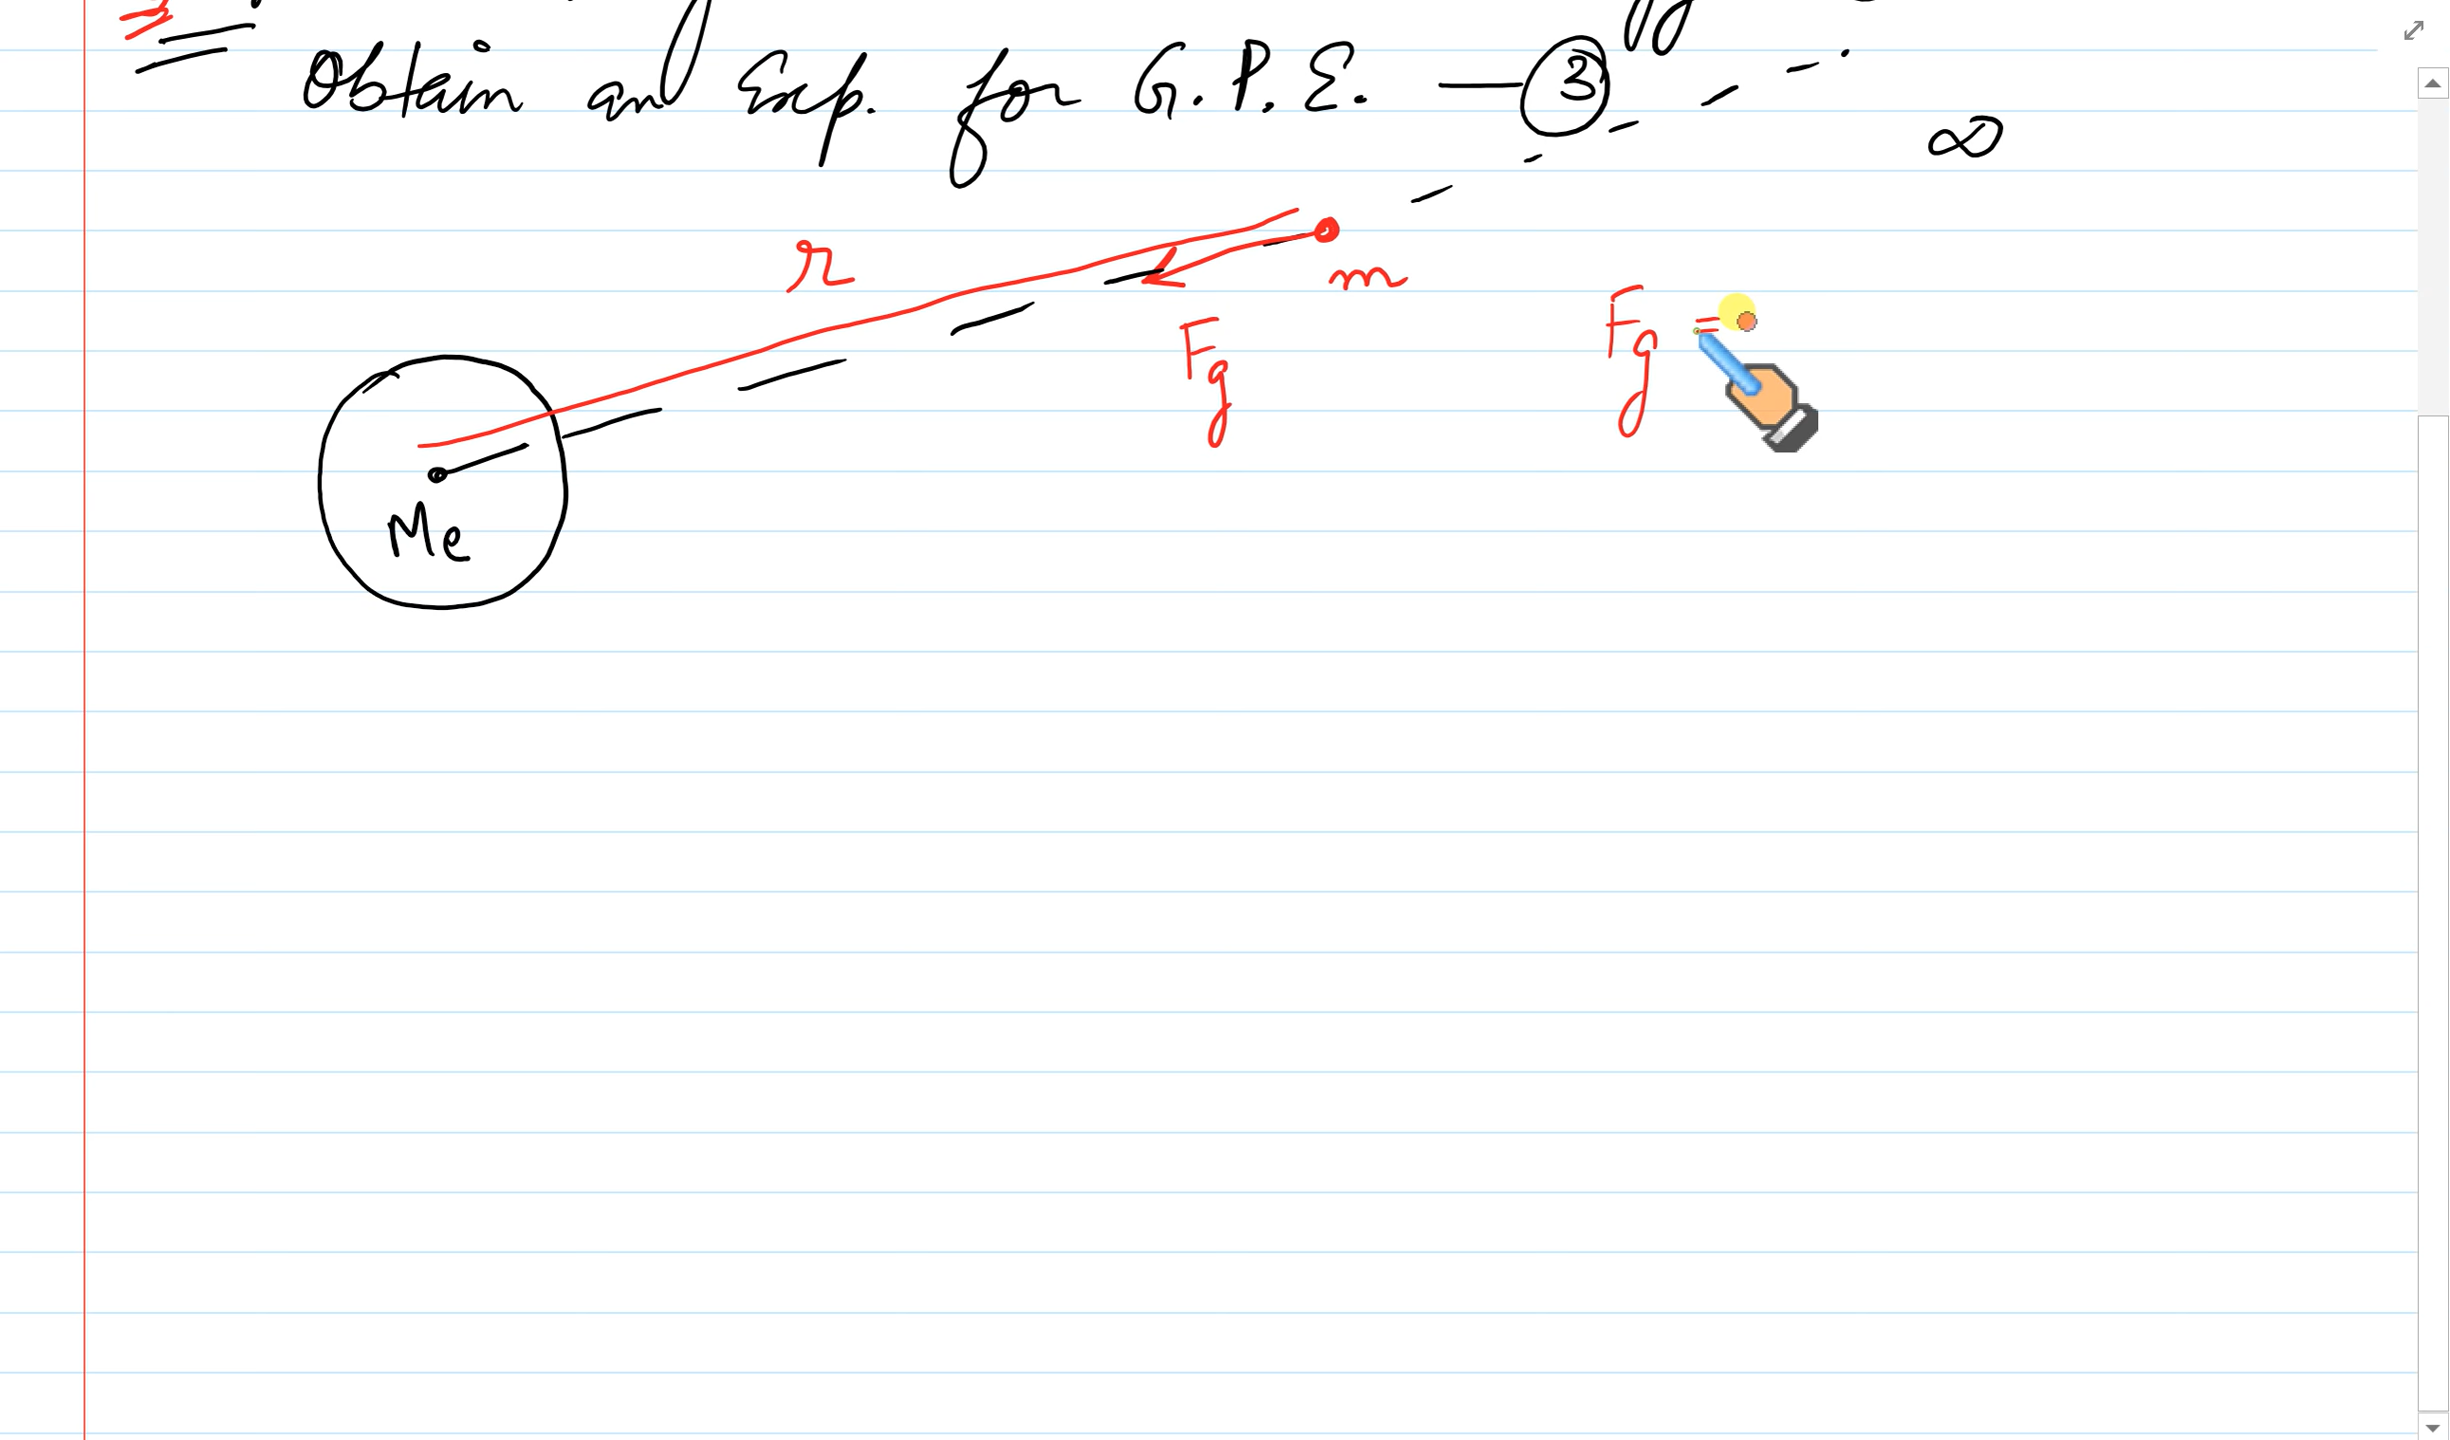 Obtain an Exp. for G.P.E. — 3
∞
r
m
Fg
Fg =
Me